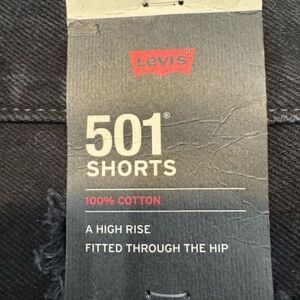 Levi's
501®
SHORTS
100% COTTON
A HIGH RISE
FITTED THROUGH THE HIP